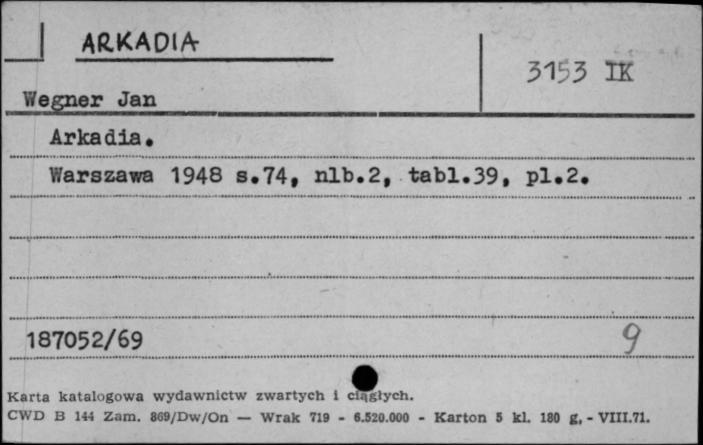 ARKADIA
3153 IK
Wegner Jan
Arkadia.
Warszawa 1948 s.74, nlb.2, tabl.39, pl.2.
187052/69
9
Karta katalogowa wydawnictw zwartych i ciągłych.
CWD B 144 Zam. 869/Dw/On — Wrak 719 - 6.520.000 - Karton 5 kl. 180 g, - VIII.71.